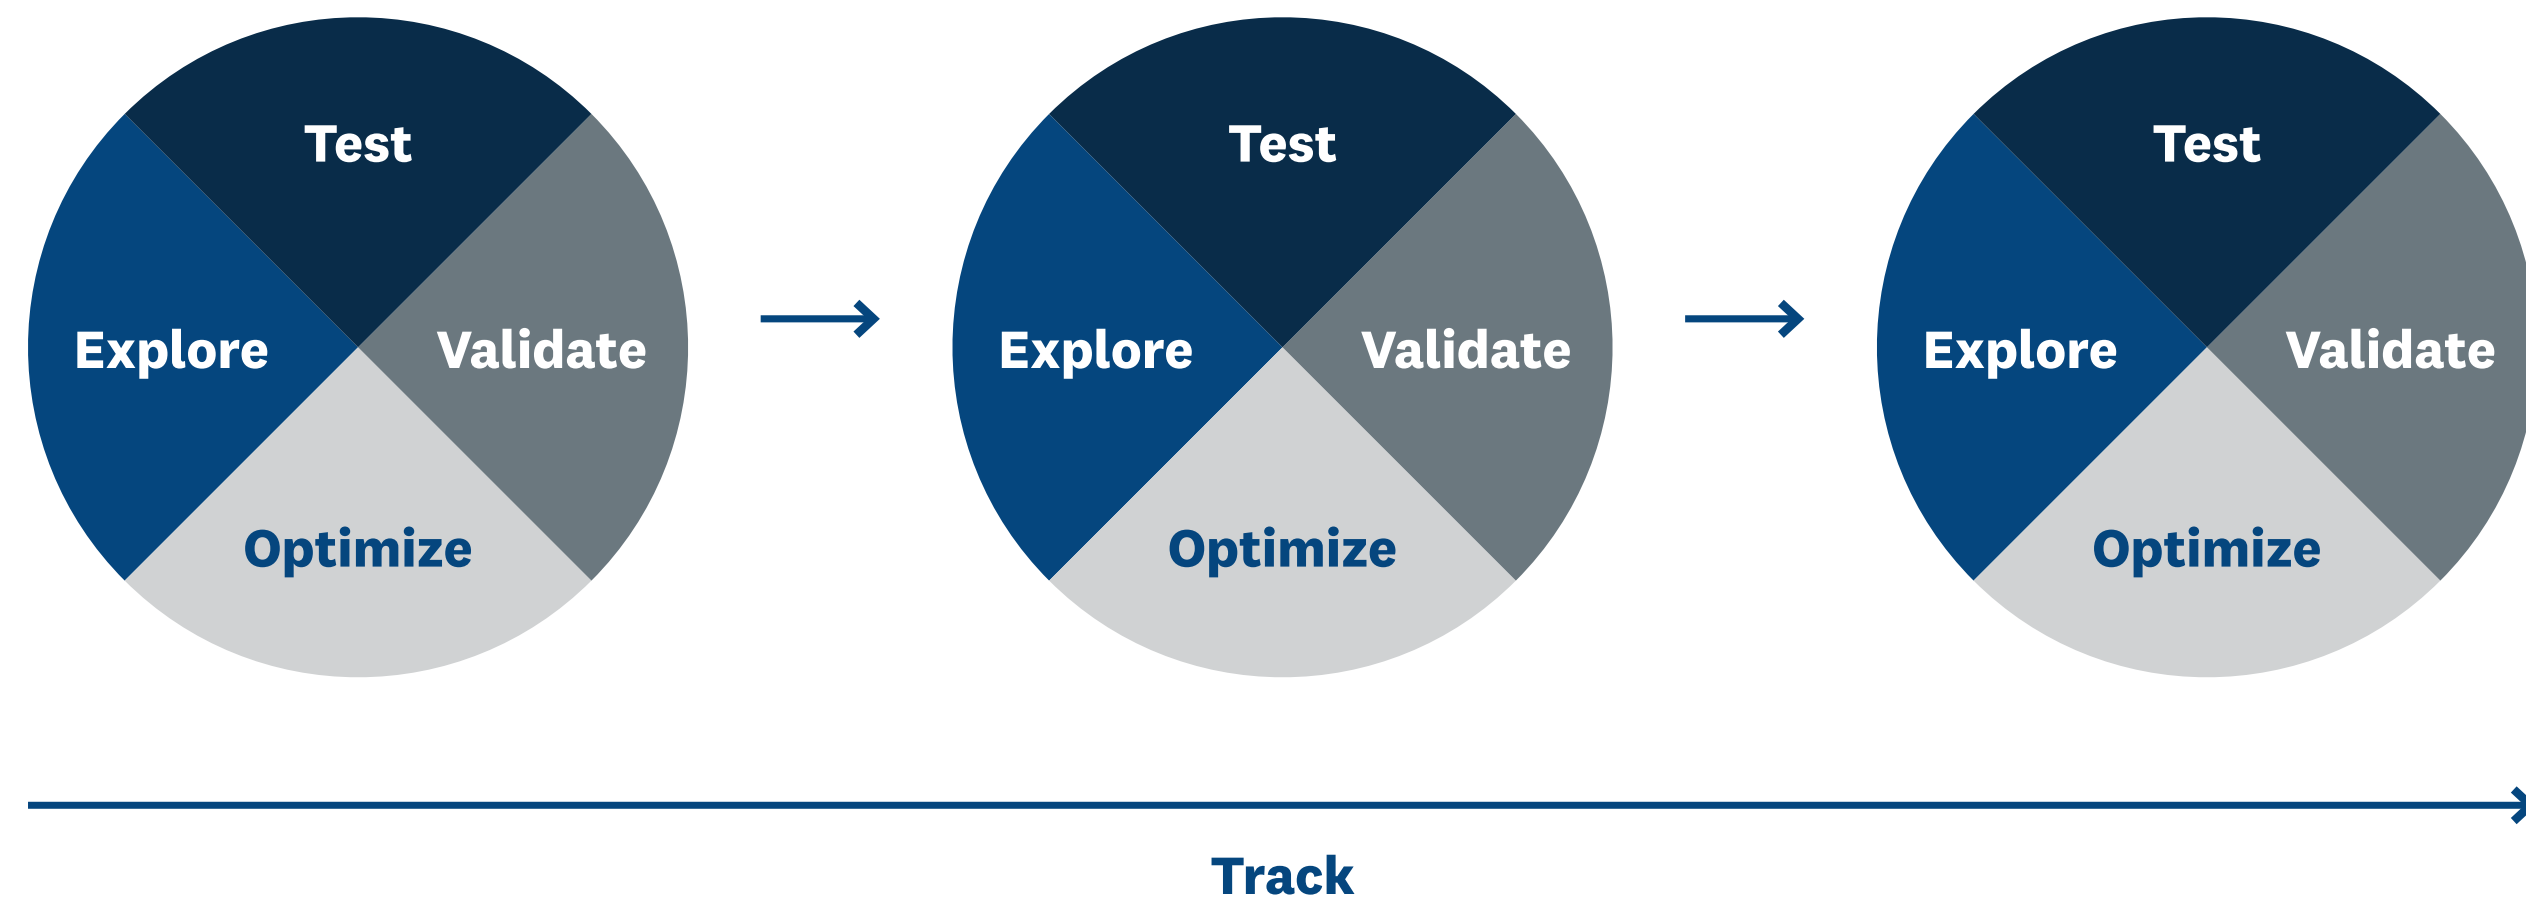 Test
Explore
Validate
Optimize
Test
Explore
Validate
Optimize
Test
Explore
Validate
Optimize
Track